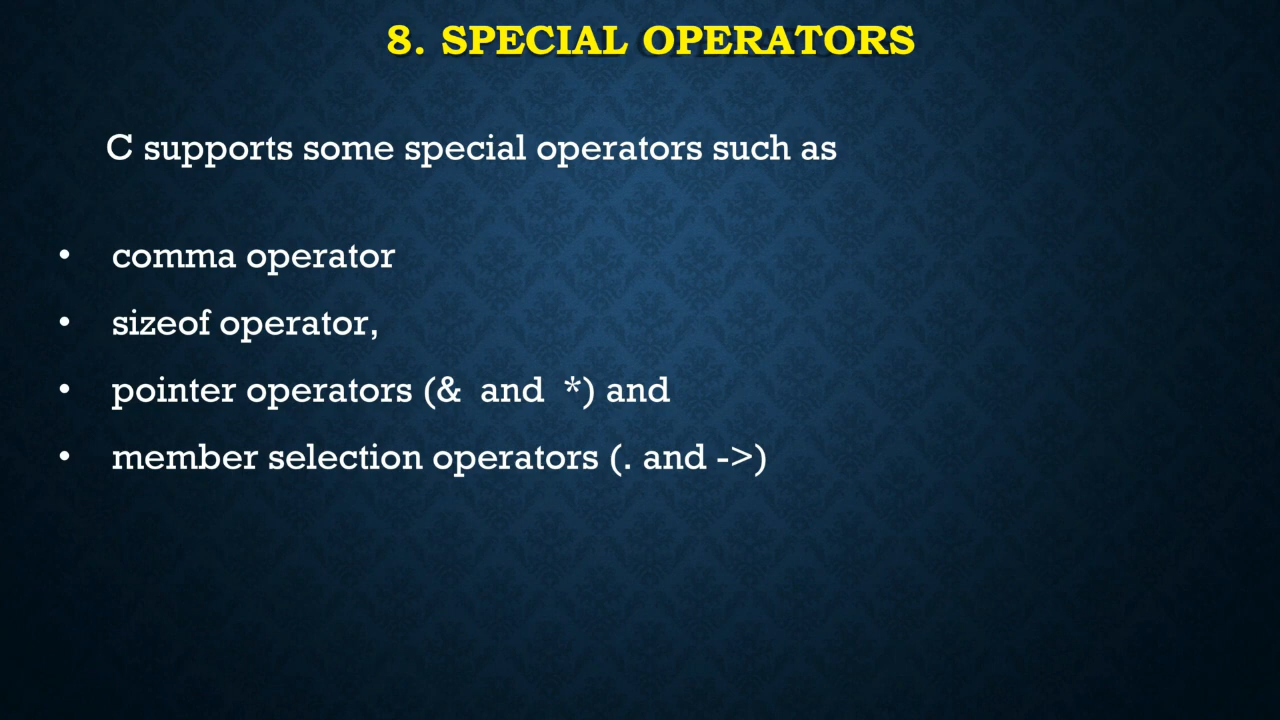 8. SPECIAL OPERATORS
C supports some special operators such as
• comma operator
• sizeof operator,
• pointer operators (& and *) and
• member selection operators (. and ->)